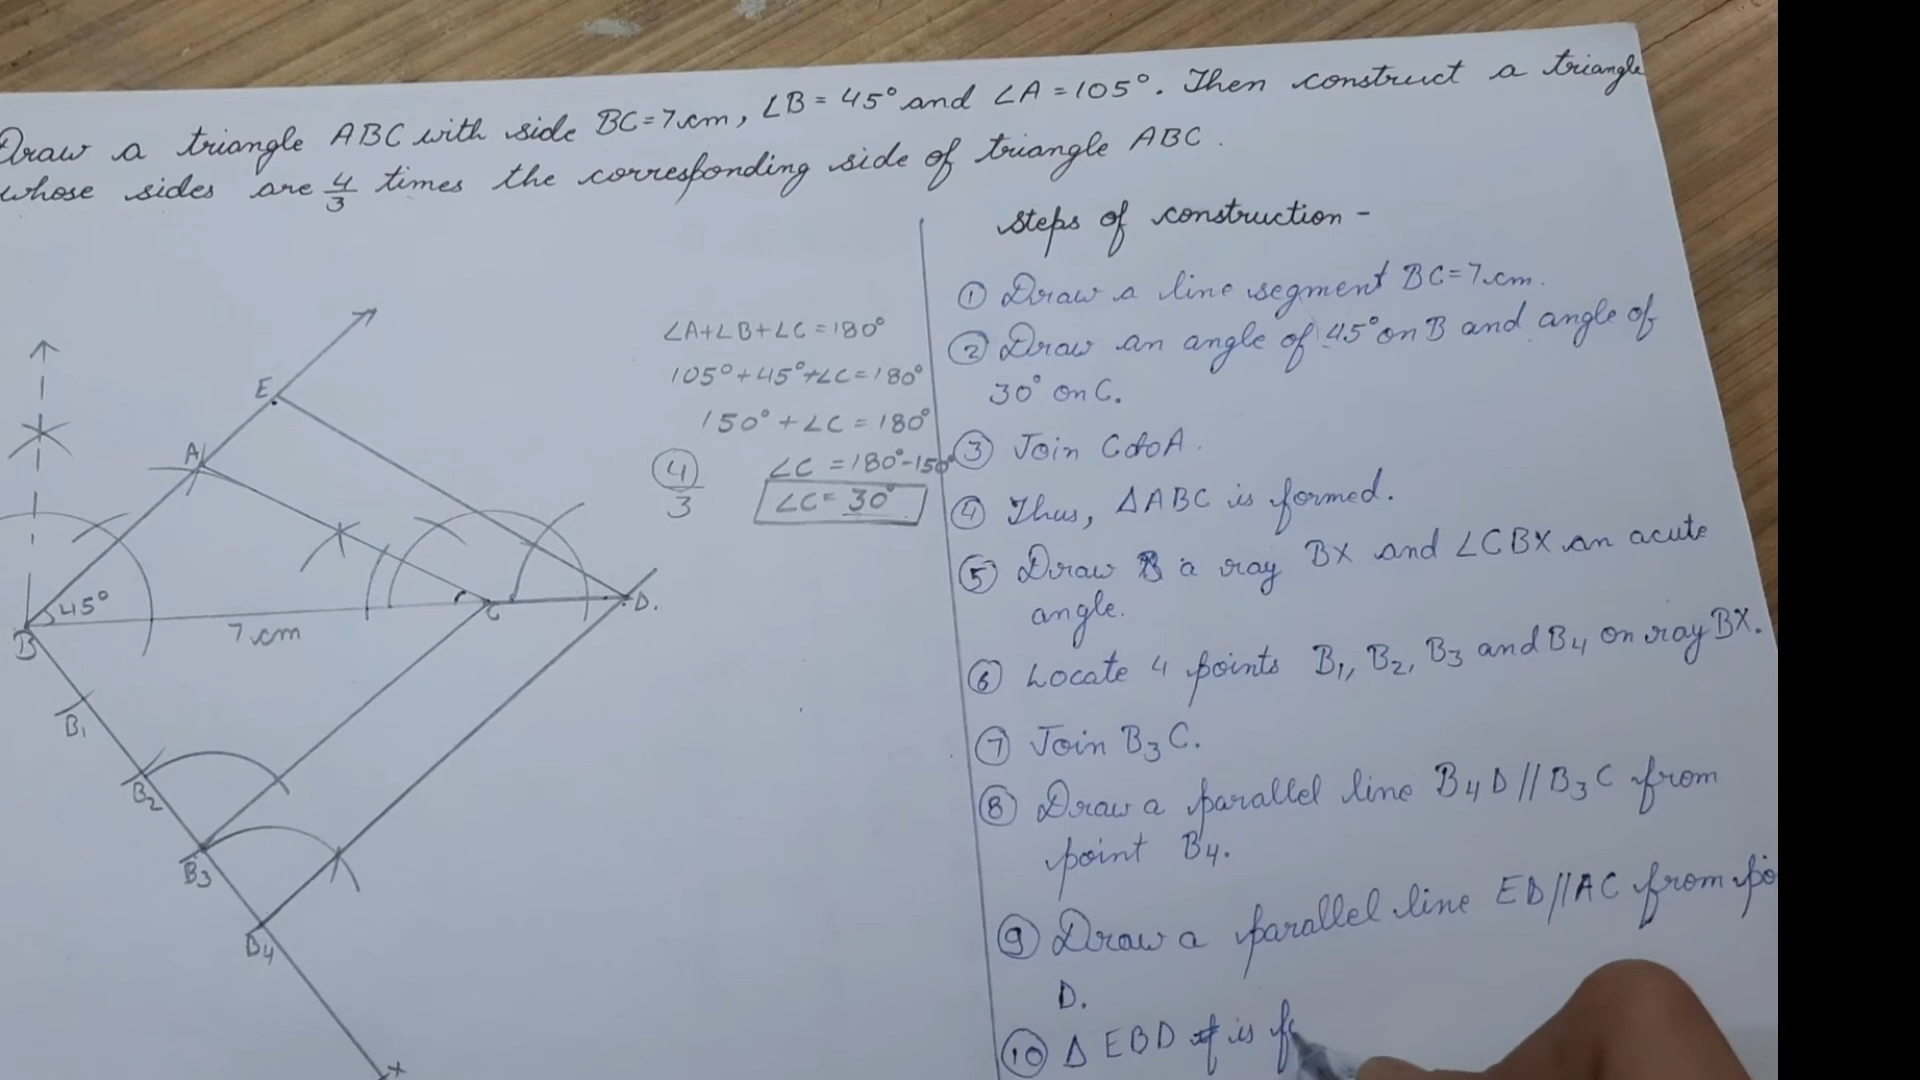 Draw a triangle ABC with side BC=7cm, ∠B = 45° and ∠A = 105°. Then construct a triangle
whose sides are 4/3 times the corresponding side of triangle ABC.
E
A
45°
B
7cm
C
D.
B1
B2
B3
B4
X
∠A+∠B+∠C = 180°
105°+45°+∠C = 180°
150° + ∠C = 180°
∠C = 180°-150°
4/3
∠C = 30°
steps of construction -
① Draw a line segment BC=7cm.
② Draw an angle of 45° on B and angle of
30° on C.
③ Join C to A.
④ Thus, ΔABC is formed.
⑤ Draw a ray BX and ∠CBX an acute
angle.
⑥ Locate 4 points B1, B2, B3 and B4 on ray BX.
⑦ Join B3C.
⑧ Draw a parallel line B4D//B3C from
point B4.
⑨ Draw a parallel line ED//AC from po
D.
⑩ Δ EBD is f